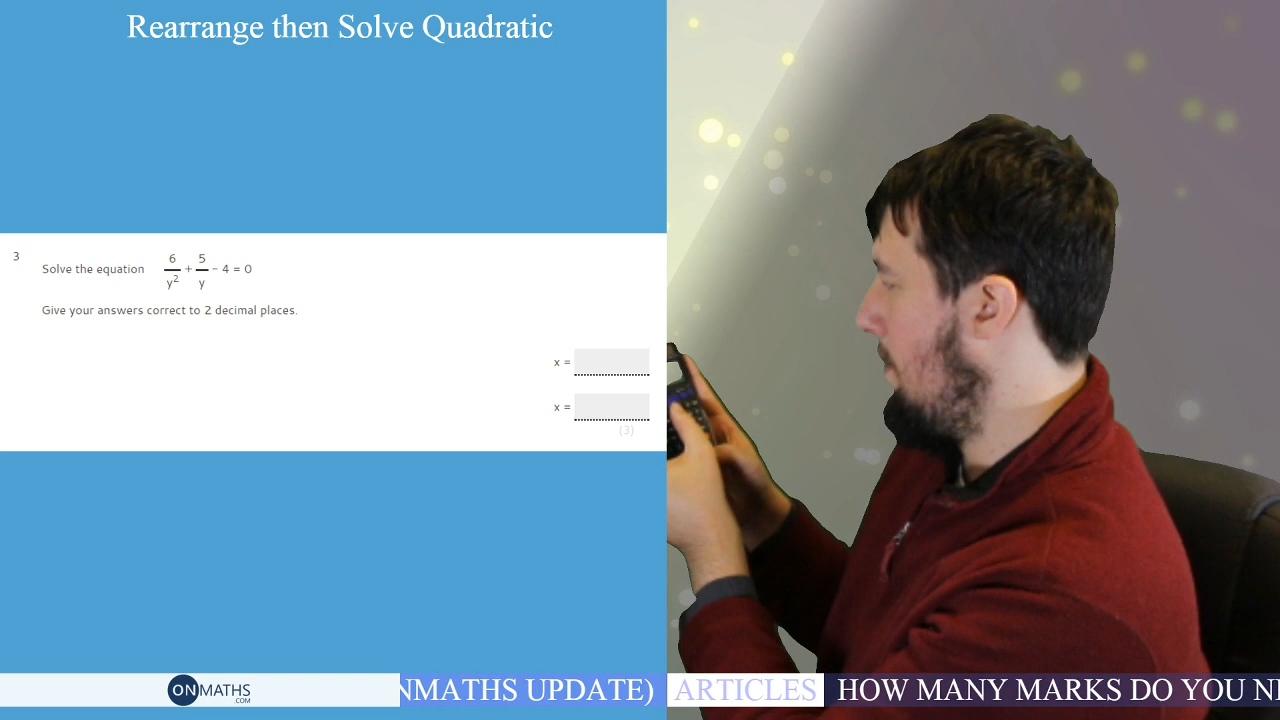 Rearrange then Solve Quadratic
3
Solve the equation 6/y² + 5/y - 4 = 0
Give your answers correct to 2 decimal places.
x =
x =
(3)
ONMATHS
.COM
NMATHS UPDATE) ARTICLES HOW MANY MARKS DO YOU